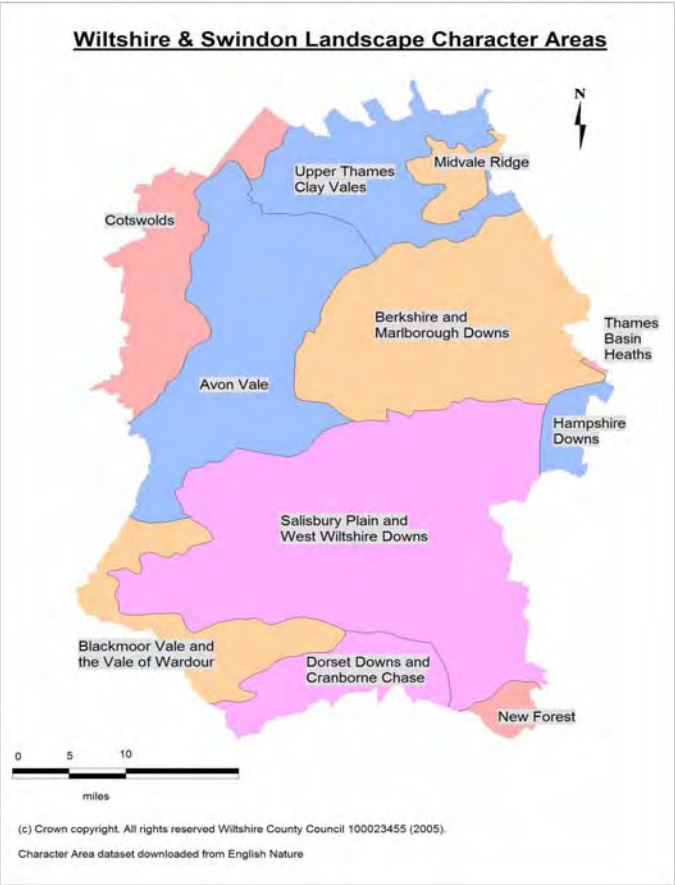 Wiltshire & Swindon Landscape Character Areas
N
Midvale Ridge
Upper Thames
Clay Vales
Cotswolds
Berkshire and
Marlborough Downs
Thames
Basin
Heaths
Avon Vale
Hampshire
Downs
Salisbury Plain and
West Wiltshire Downs
Blackmoor Vale and
the Vale of Wardour
Dorset Downs and
Cranborne Chase
New Forest
0 5 10
miles
(c) Crown copyright. All rights reserved Wiltshire County Council 100023455 (2005).
Character Area dataset downloaded from English Nature